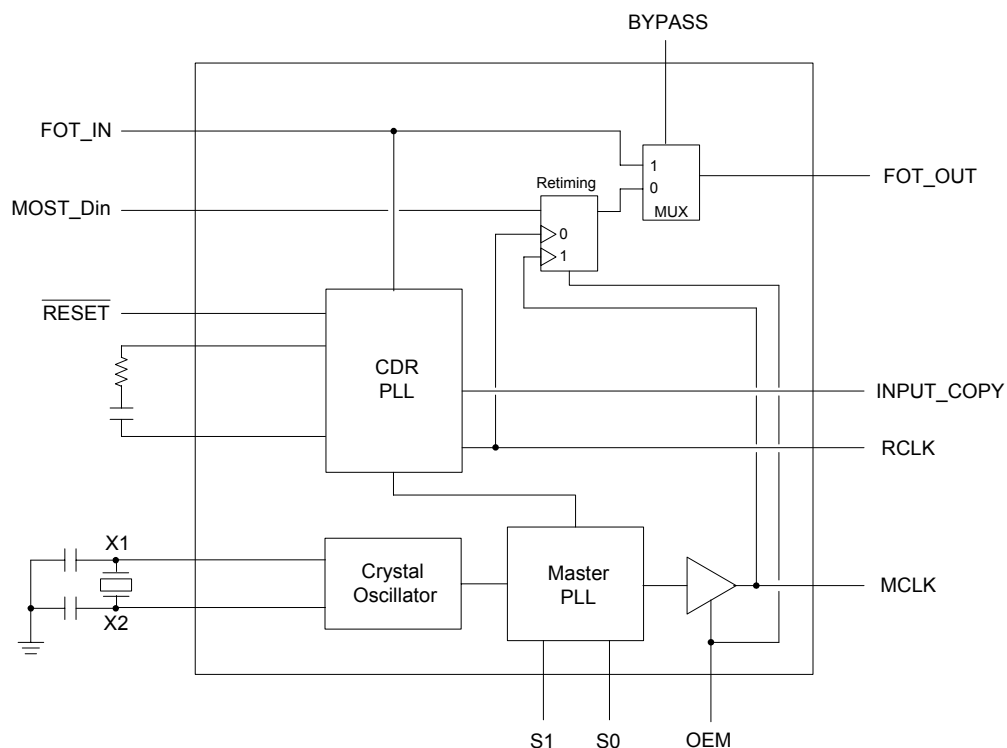 BYPASS
FOT_IN
1
0
MUX
FOT_OUT
Retiming
MOST_Din
0
1
RESET
CDR
PLL
INPUT_COPY
RCLK
X1
Crystal
Oscillator
Master
PLL
MCLK
X2
S1
S0
OEM